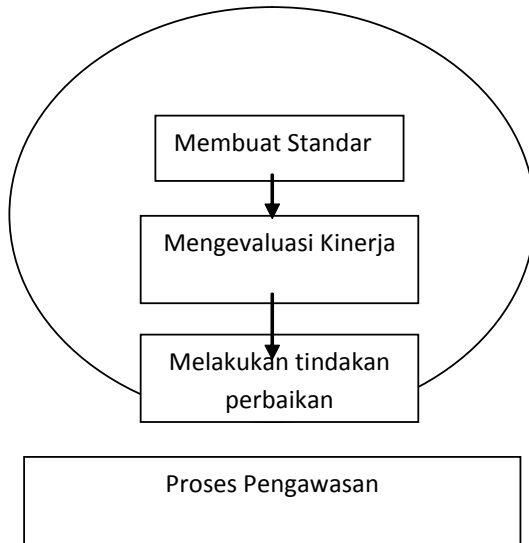 Membuat Standar
Mengevaluasi Kinerja
Melakukan tindakan
perbaikan
Proses Pengawasan